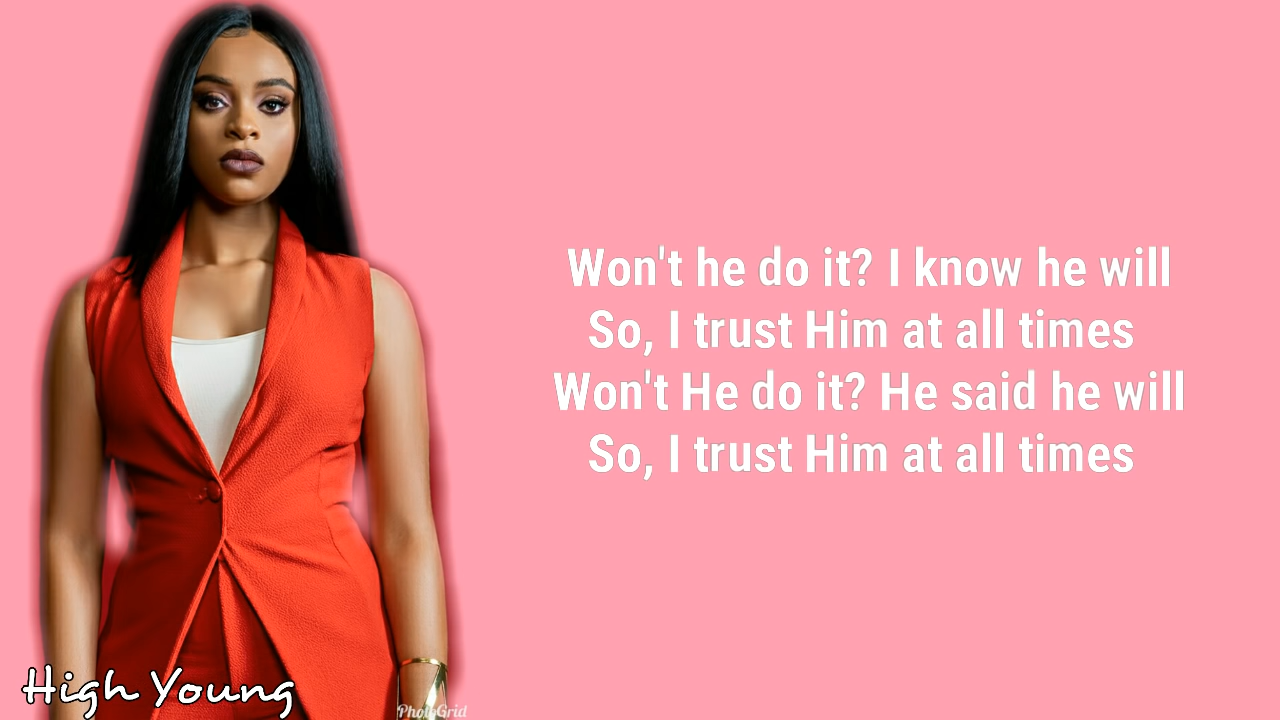 Won't he do it? I know he will
So, I trust Him at all times
Won't He do it? He said he will
So, I trust Him at all times
High Young
PhotoGrid